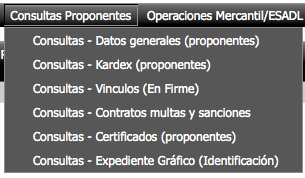 Consultas Proponentes Operaciones Mercantil/ESADL
Consultas - Datos generales (proponentes)
Consultas - Kardex (proponentes)
Consultas - Vinculos (En Firme)
Consultas - Contratos multas y sanciones
Consultas - Certificados (proponentes)
Consultas - Expediente Gráfico (Identificación)